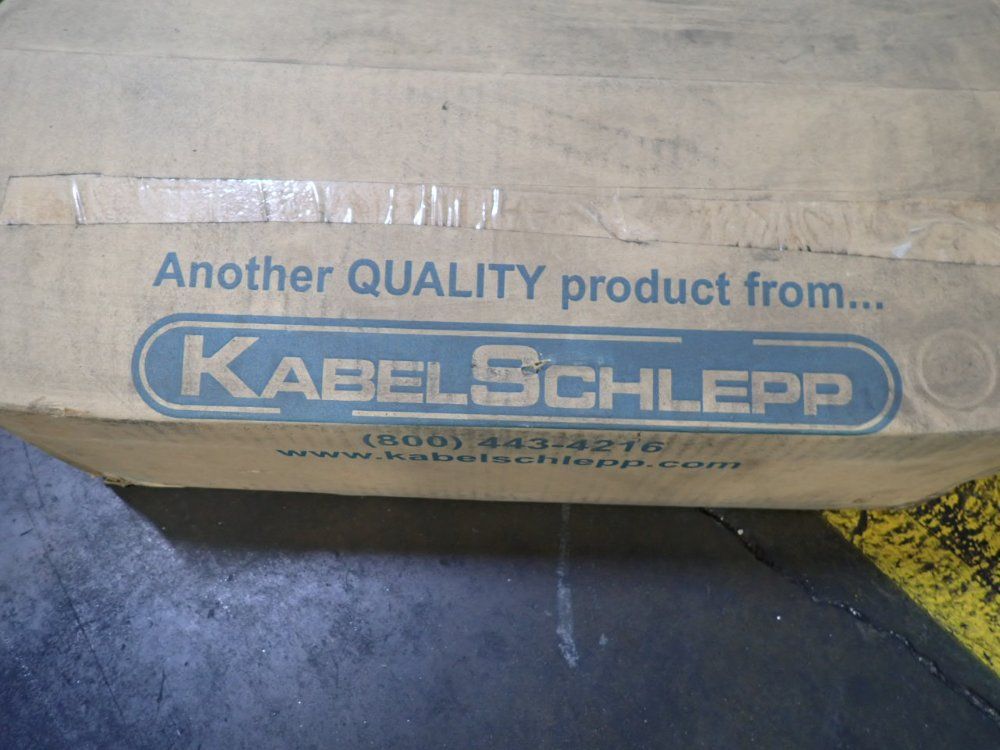 Another QUALITY product from...
KABELSCHLEPP
(800) 443-4216
www.kabelschlepp.com